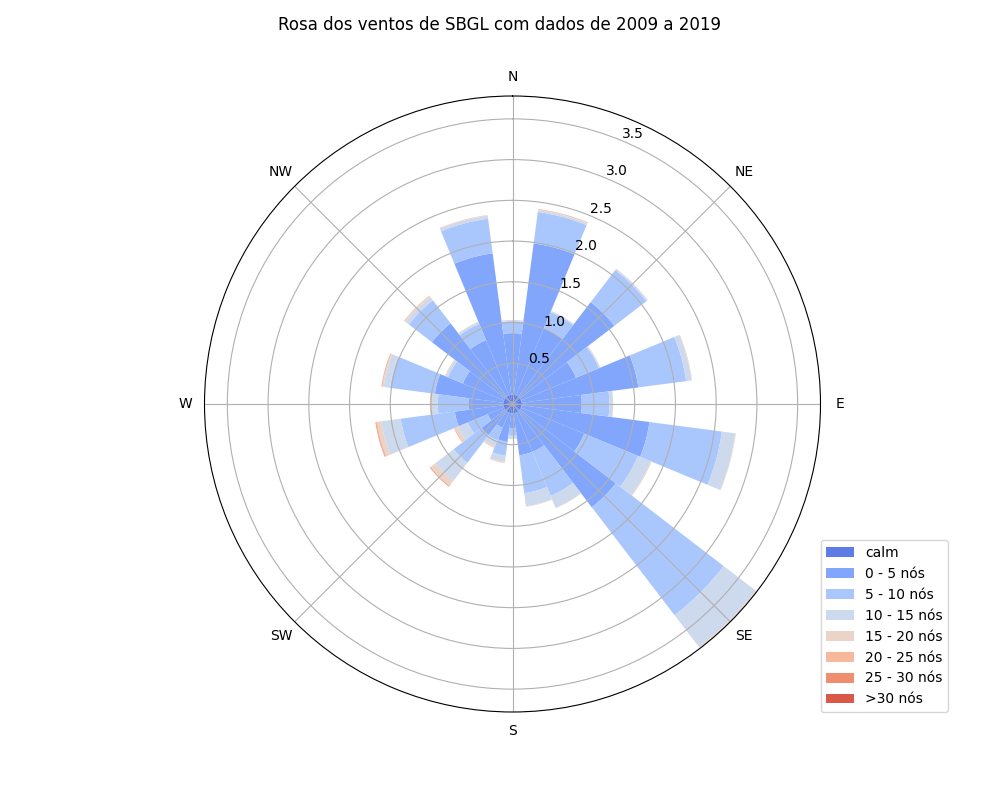 Rosa dos ventos de SBGL com dados de 2009 a 2019
N
3.5
NW
NE
3.0
2.5
2.0
1.5
1.0
0.5
W
E
calm
0 - 5 nós
5 - 10 nós
10 - 15 nós
15 - 20 nós
20 - 25 nós
25 - 30 nós
>30 nós
SW
SE
S